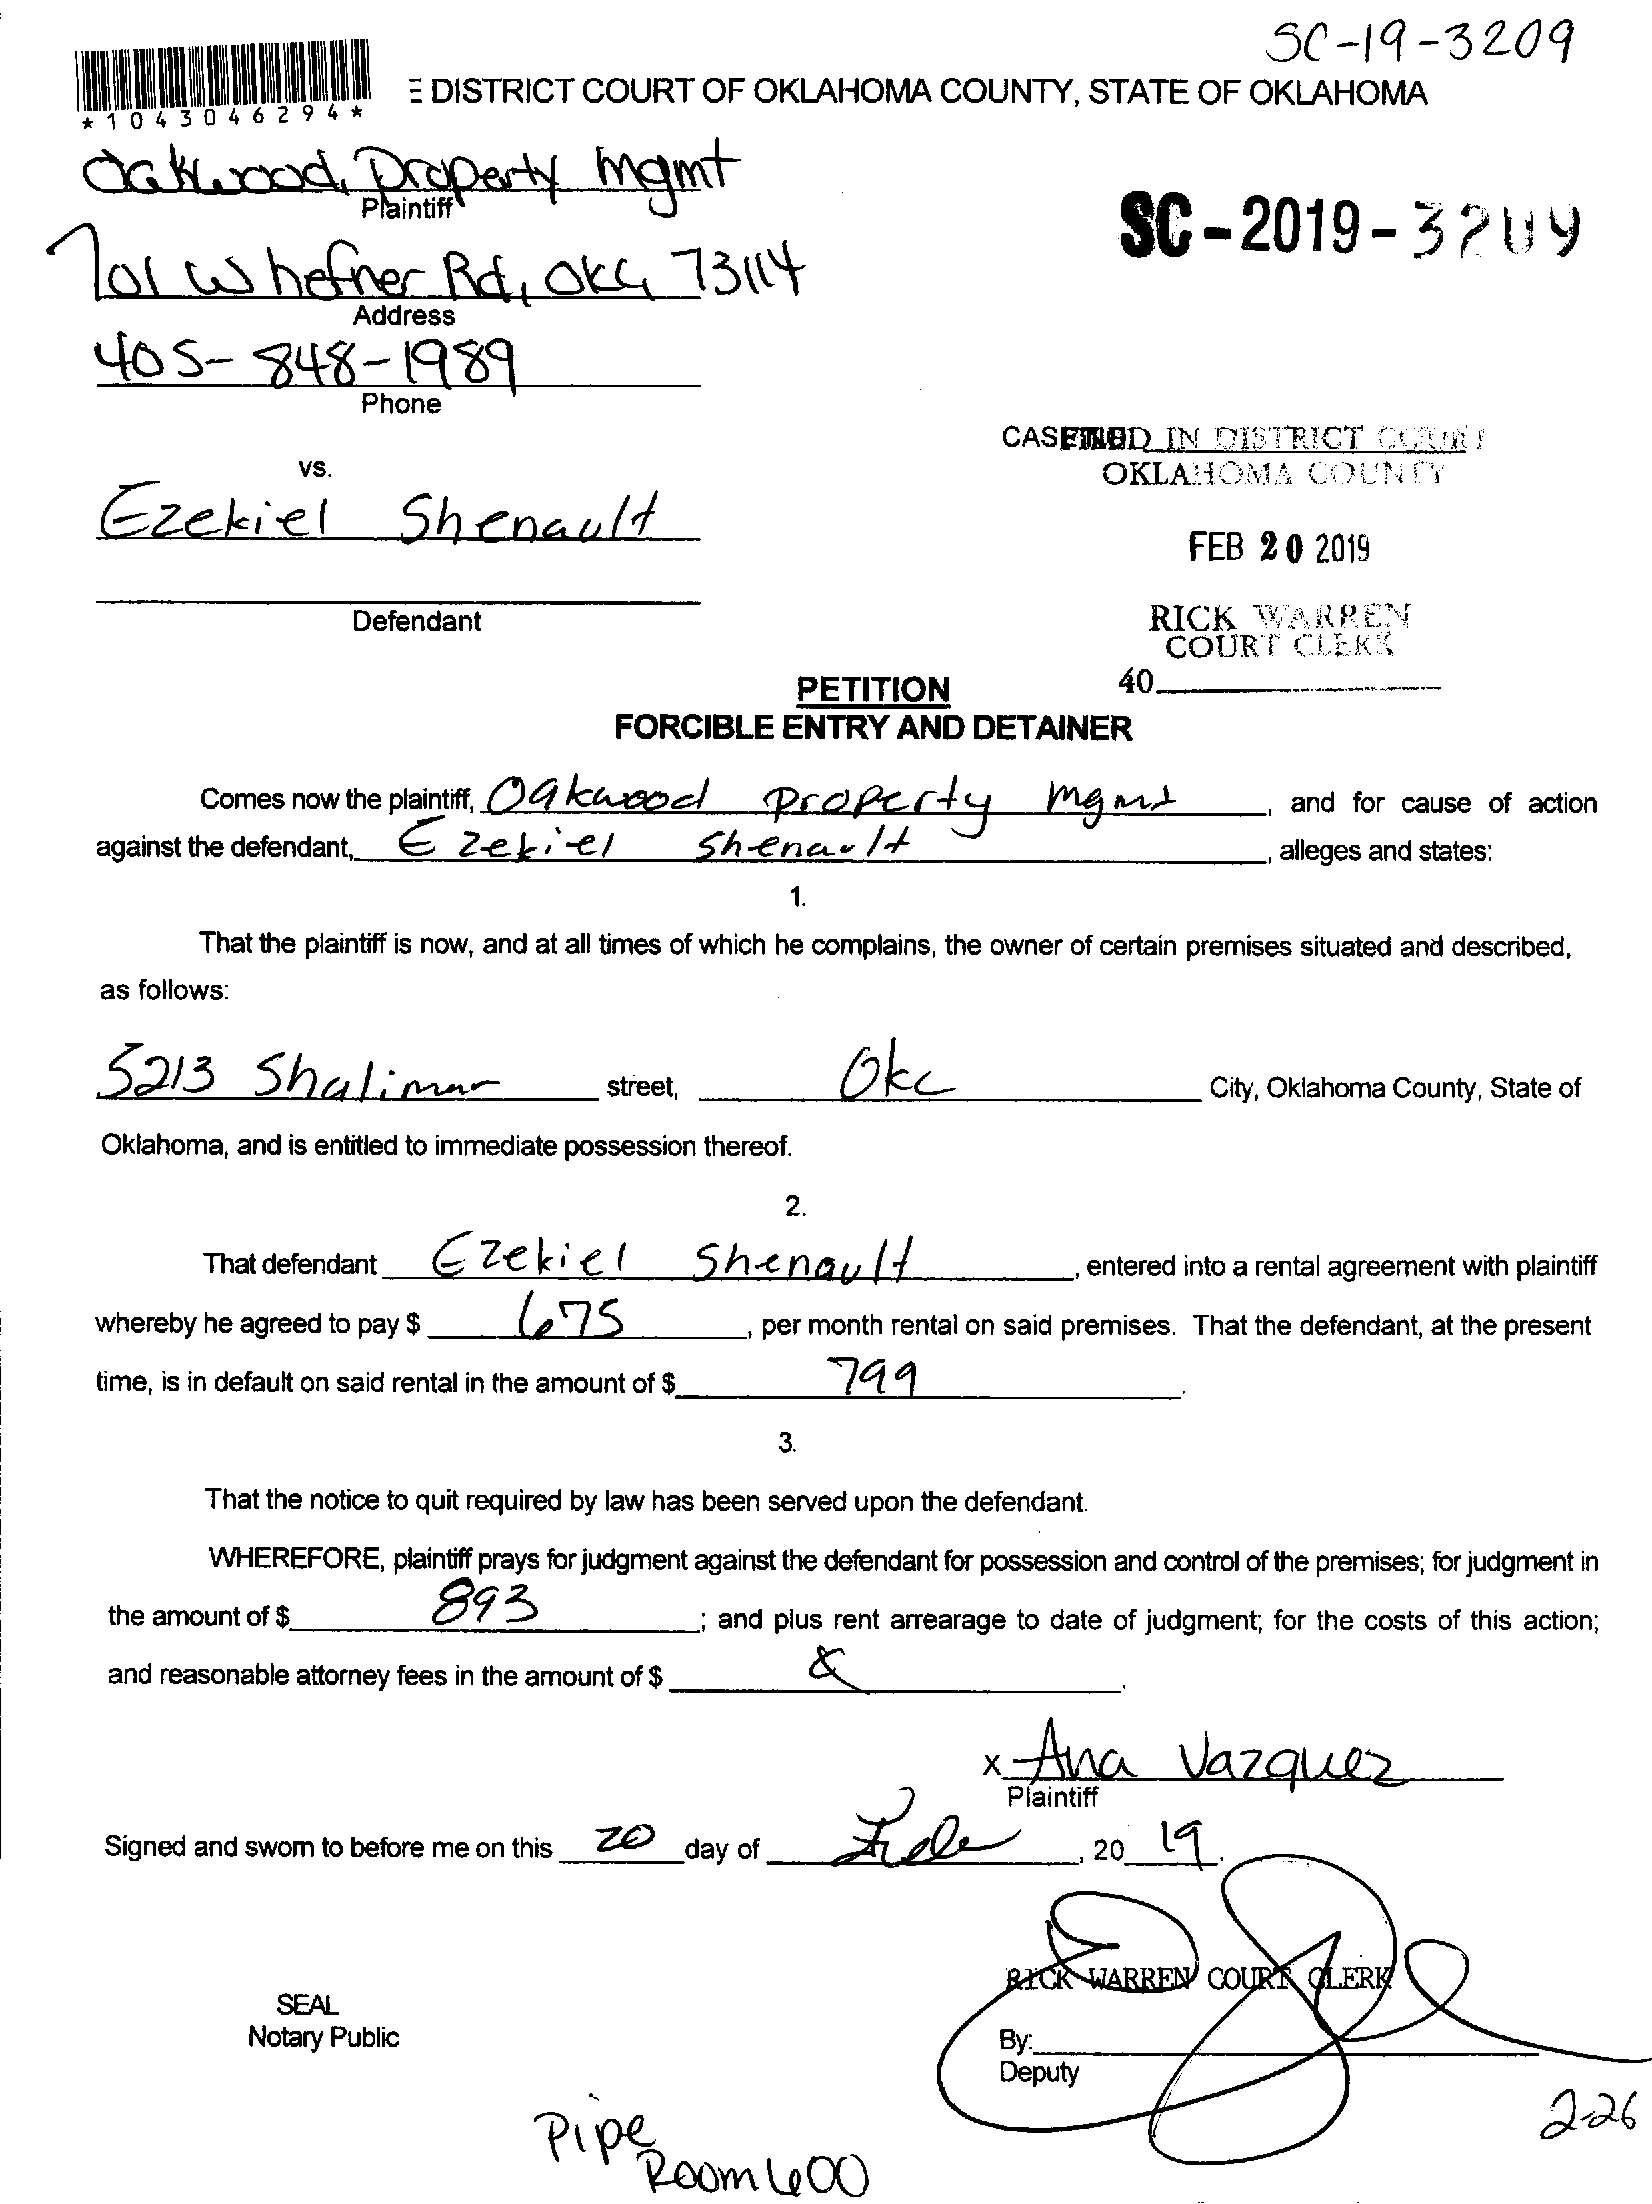 SC-19-3209
*1043046294*
E DISTRICT COURT OF OKLAHOMA COUNTY, STATE OF OKLAHOMA
Oakwood Property Mgmt
Plaintiff
SC-2019-3209
701 W hefner Rd, OKC, 73114
Address
405-848-1989
Phone
CASE FILED IN DISTRICT COURT
OKLAHOMA COUNTY
vs.
Ezekiel Shenault
FEB 20 2019
Defendant
RICK WARREN
COURT CLERK
40
PETITION
FORCIBLE ENTRY AND DETAINER
Comes now the plaintiff, Oakwood Property Mgmt, and for cause of action
against the defendant, Ezekiel Shenault, alleges and states:
1.
That the plaintiff is now, and at all times of which he complains, the owner of certain premises situated and described,
as follows:
5213 Shalimar street, Okc City, Oklahoma County, State of
Oklahoma, and is entitled to immediate possession thereof.
2.
That defendant Ezekiel Shenault, entered into a rental agreement with plaintiff
whereby he agreed to pay $ 675, per month rental on said premises. That the defendant, at the present
time, is in default on said rental in the amount of $ 799.
3.
That the notice to quit required by law has been served upon the defendant.
WHEREFORE, plaintiff prays for judgment against the defendant for possession and control of the premises; for judgment in
the amount of $ 893; and plus rent arrearage to date of judgment; for the costs of this action;
and reasonable attorney fees in the amount of $ &.
x Ana Vazquez
Plaintiff
Signed and sworn to before me on this 20 day of Feb, 20 19.
RICK WARREN COURT CLERK
SEAL
Notary Public
By:
Deputy
2-26
Pipe
Room 600